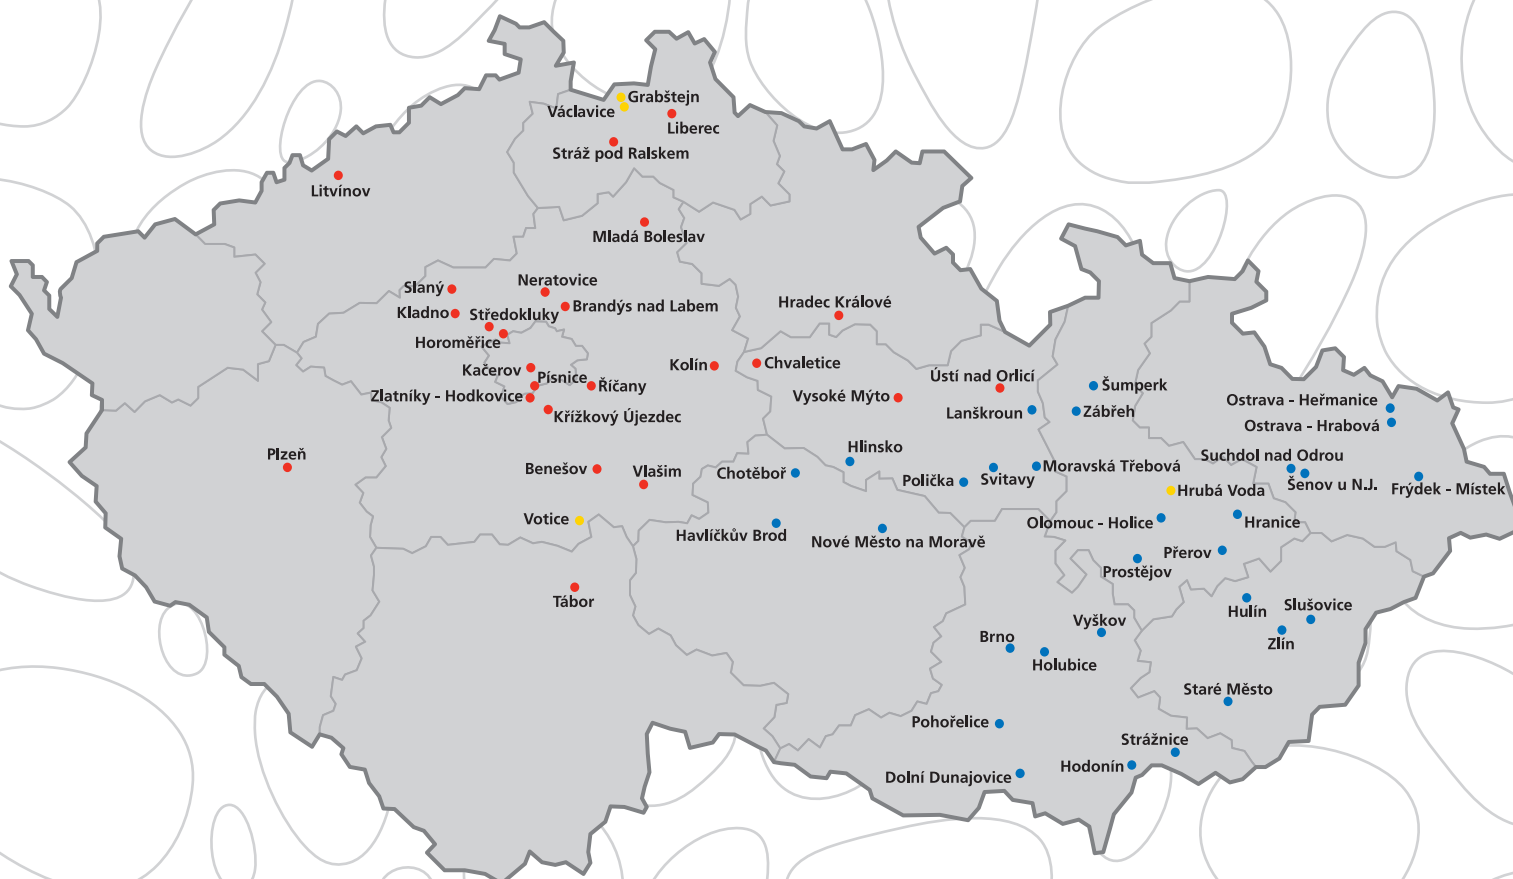 Grabštejn
Václavice
Liberec
Stráž pod Ralskem
Litvínov
Mladá Boleslav
Neratovice
Slaný
Brandýs nad Labem
Kladno
Středokluky
Hradec Králové
Horoměřice
Kačerov
Kolín
Chvaletice
Písnice
Říčany
Ústí nad Orlicí
Šumperk
Zlatníky - Hodkovice
Vysoké Mýto
Ostrava - Heřmanice
Lanškroun
Zábřeh
Křížkový Újezdec
Ostrava - Hrabová
Hlinsko
Plzeň
Suchdol nad Odrou
Benešov
Vlašim
Chotěboř
Moravská Třebová
Polička
Svitavy
Šenov u N.J.
Frýdek - Místek
Hrubá Voda
Votice
Olomouc - Holice
Hranice
Havlíčkův Brod
Nové Město na Moravě
Přerov
Prostějov
Tábor
Hulín
Slušovice
Vyškov
Brno
Zlín
Holubice
Staré Město
Pohořelice
Strážnice
Hodonín
Dolní Dunajovice